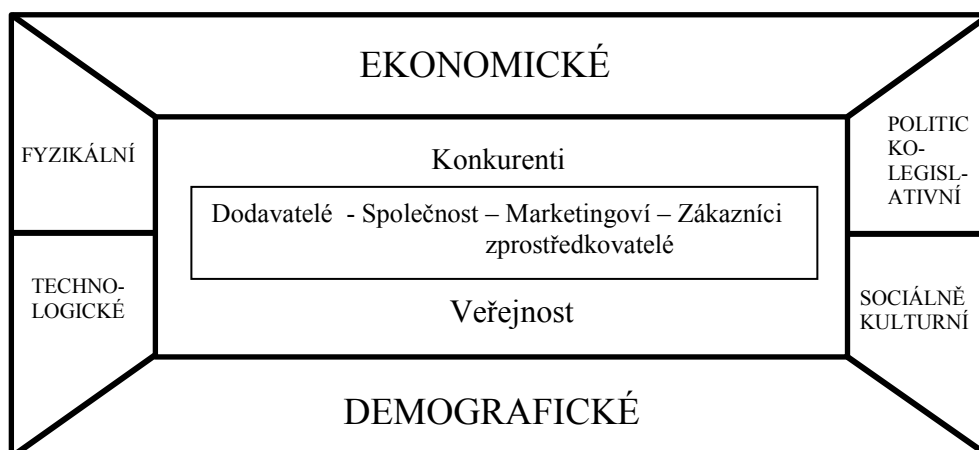 EKONOMICKÉ
FYZIKÁLNÍ
POLITIC
KO-
LEGISL-
ATIVNÍ
Konkurenti
Dodavatelé - Společnost – Marketingoví – Zákazníci
zprostředkovatelé
TECHNO-
LOGICKÉ
Veřejnost
SOCIÁLNĚ
KULTURNÍ
DEMOGRAFICKÉ